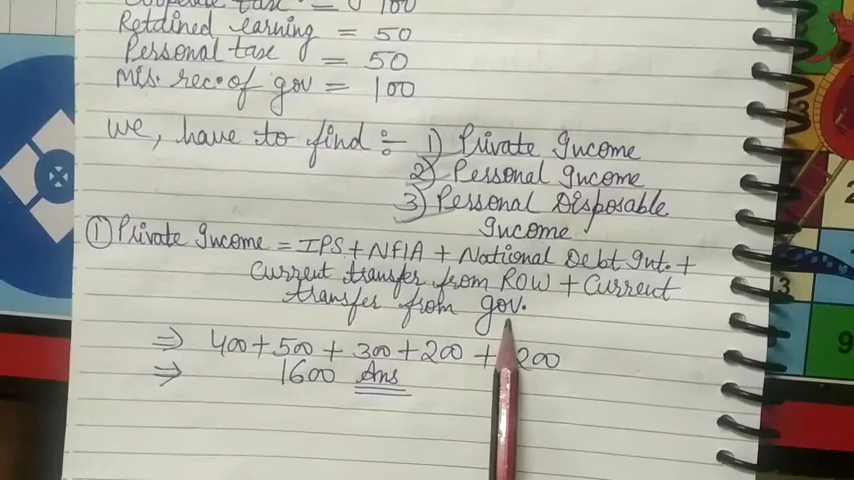 = 100
Retained earning = 50
Personal taxe = 50
Mis. rec. of gov = 100
We, have to find :- 1) Private Income
2) Personal Income
3) Personal Disposable
Income
① Private Income = IPS + NFIA + National Debt Int. +
Current transfer from ROW + Current
transfer from gov.
⇒ 400 + 500 + 300 + 200 + 200
⇒ 1600 Ans